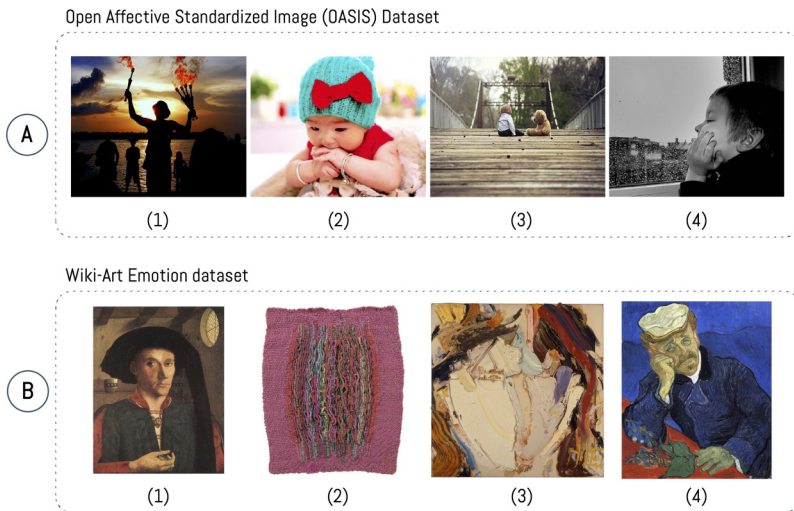 Open Affective Standardized Image (OASIS) Dataset
A
(1) (2) (3) (4)
Wiki-Art Emotion dataset
B
(1) (2) (3) (4)